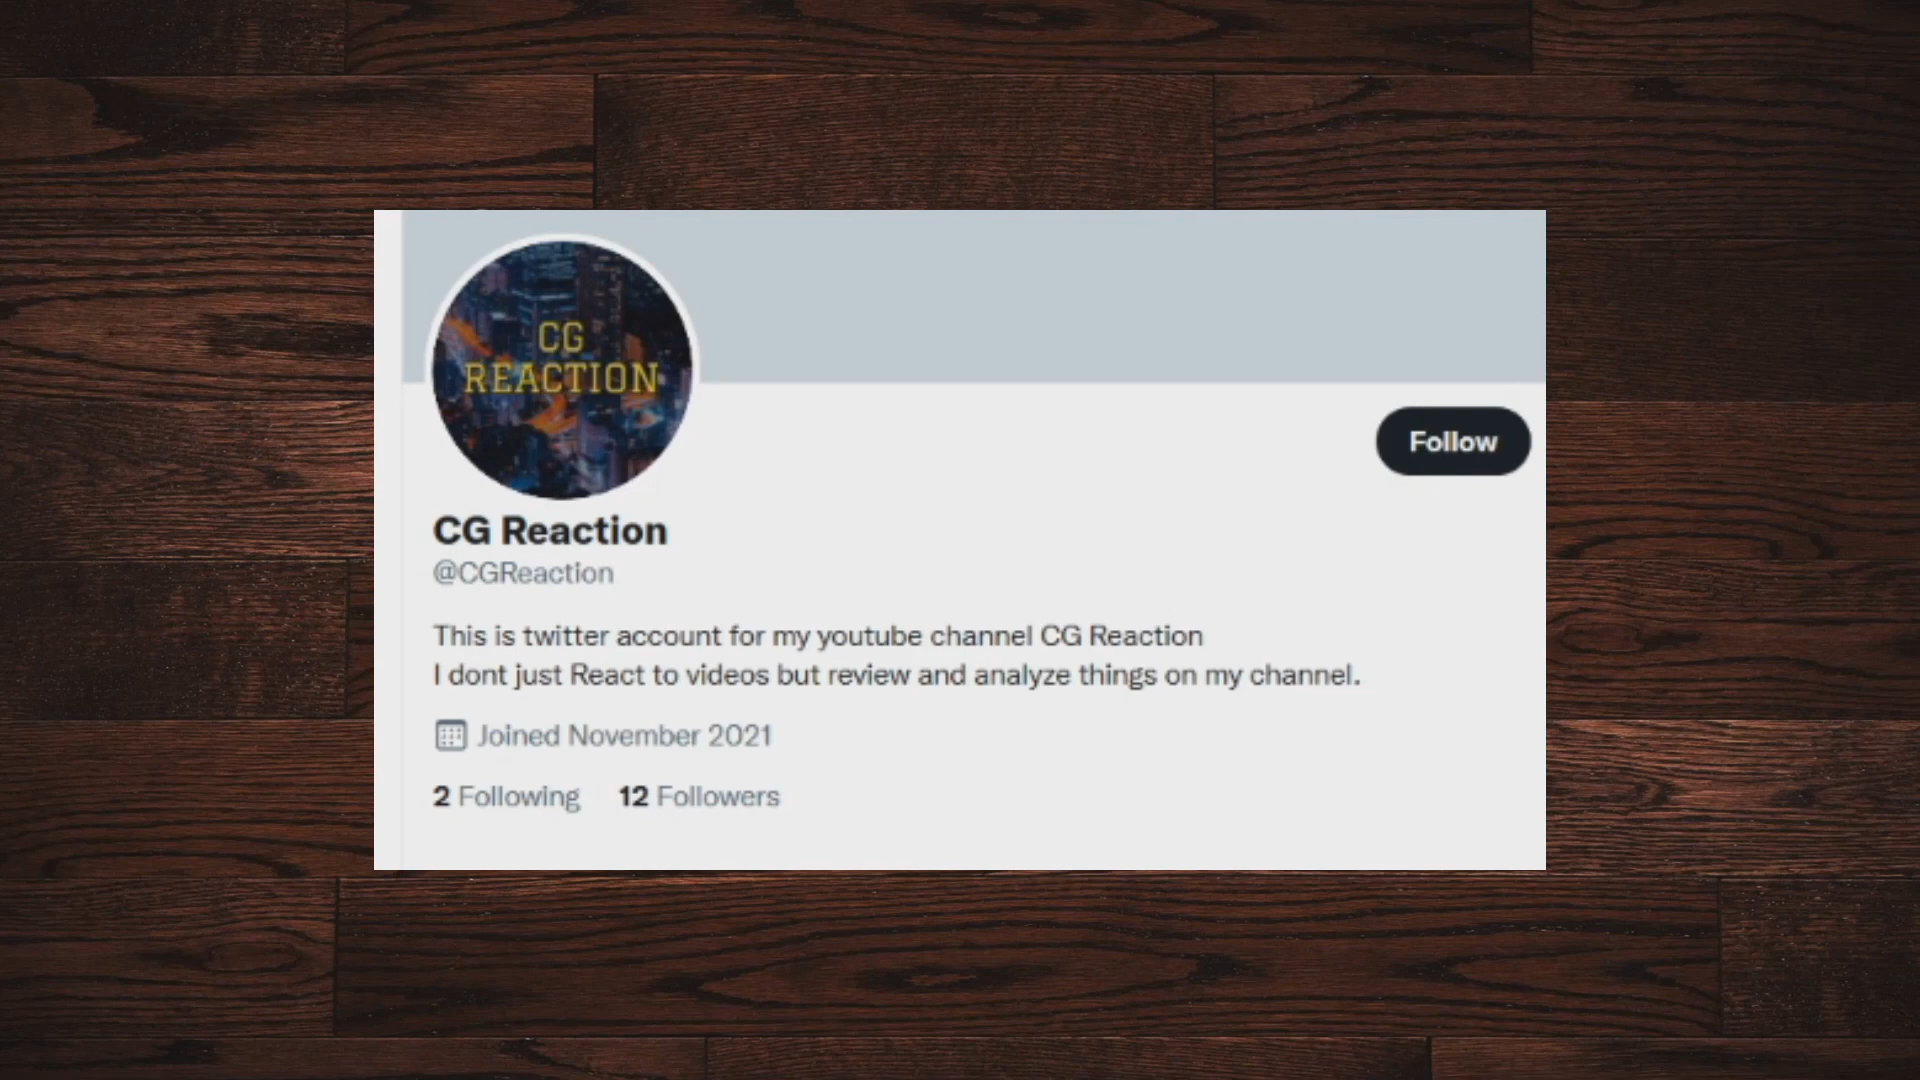 CG
REACTION
Follow
CG Reaction
@CGReaction
This is twitter account for my youtube channel CG Reaction
I dont just React to videos but review and analyze things on my channel.
Joined November 2021
2 Following 12 Followers